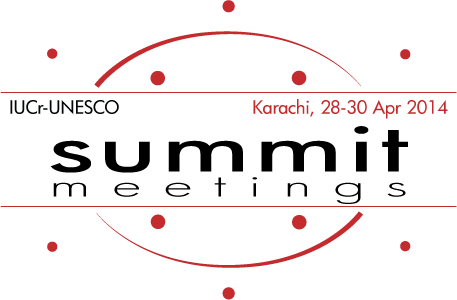 IUCr-UNESCO Karachi, 28-30 Apr 2014
summit
meetings